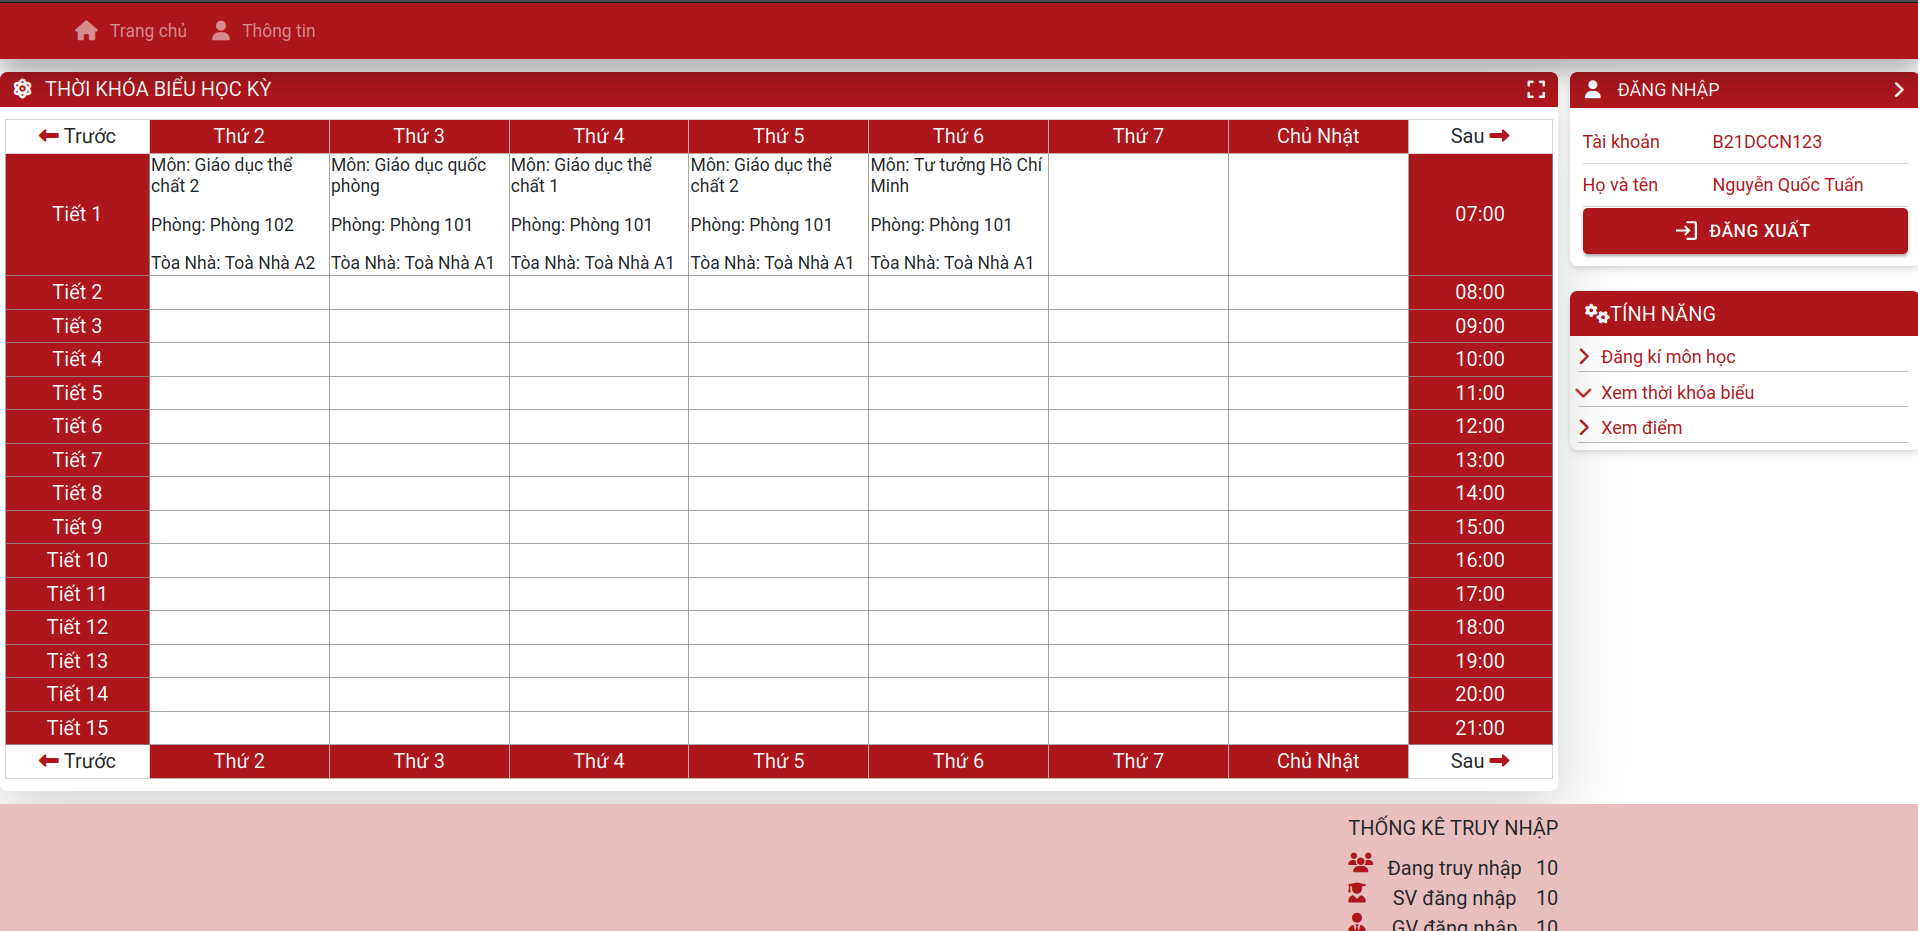 Trang chủ Thông tin
THỜI KHÓA BIỂU HỌC KỲ
Trước Thứ 2 Thứ 3 Thứ 4 Thứ 5 Thứ 6 Thứ 7 Chủ Nhật Sau
Tiết 1
Môn: Giáo dục thể
chất 2
Phòng: Phòng 102
Tòa Nhà: Toà Nhà A2
Môn: Giáo dục quốc
phòng
Phòng: Phòng 101
Tòa Nhà: Toà Nhà A1
Môn: Giáo dục thể
chất 1
Phòng: Phòng 101
Tòa Nhà: Toà Nhà A1
Môn: Giáo dục thể
chất 2
Phòng: Phòng 101
Tòa Nhà: Toà Nhà A1
Môn: Tư tưởng Hồ Chí
Minh
Phòng: Phòng 101
Tòa Nhà: Toà Nhà A1
07:00
Tiết 2 08:00
Tiết 3 09:00
Tiết 4 10:00
Tiết 5 11:00
Tiết 6 12:00
Tiết 7 13:00
Tiết 8 14:00
Tiết 9 15:00
Tiết 10 16:00
Tiết 11 17:00
Tiết 12 18:00
Tiết 13 19:00
Tiết 14 20:00
Tiết 15 21:00
Trước Thứ 2 Thứ 3 Thứ 4 Thứ 5 Thứ 6 Thứ 7 Chủ Nhật Sau
ĐĂNG NHẬP
Tài khoản B21DCCN123
Họ và tên Nguyễn Quốc Tuấn
ĐĂNG XUẤT
TÍNH NĂNG
Đăng kí môn học
Xem thời khóa biểu
Xem điểm
THỐNG KÊ TRUY NHẬP
Đang truy nhập 10
SV đăng nhập 10
GV đăng nhập 10